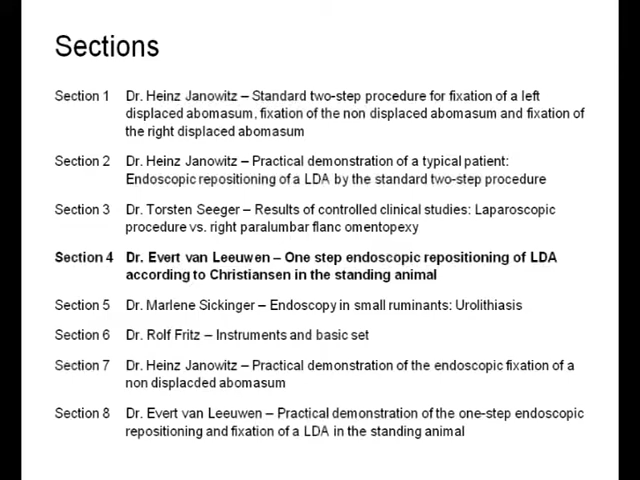 Sections
Section 1 Dr. Heinz Janowitz – Standard two-step procedure for fixation of a left
displaced abomasum, fixation of the non displaced abomasum and fixation of
the right displaced abomasum
Section 2 Dr. Heinz Janowitz – Practical demonstration of a typical patient:
Endoscopic repositioning of a LDA by the standard two-step procedure
Section 3 Dr. Torsten Seeger – Results of controlled clinical studies: Laparoscopic
procedure vs. right paralumbar flanc omentopexy
Section 4 Dr. Evert van Leeuwen – One step endoscopic repositioning of LDA
according to Christiansen in the standing animal
Section 5 Dr. Marlene Sickinger – Endoscopy in small ruminants: Urolithiasis
Section 6 Dr. Rolf Fritz – Instruments and basic set
Section 7 Dr. Heinz Janowitz – Practical demonstration of the endoscopic fixation of a
non displacded abomasum
Section 8 Dr. Evert van Leeuwen – Practical demonstration of the one-step endoscopic
repositioning and fixation of a LDA in the standing animal